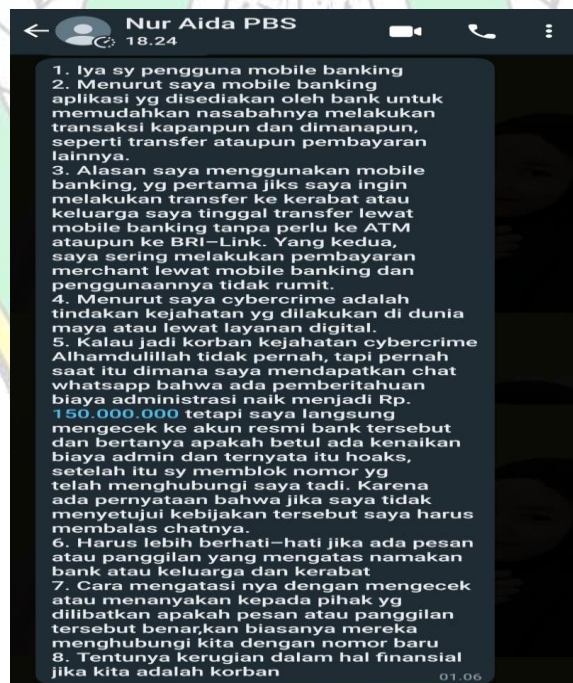 Nur Aida PBS
18.24
1. Iya sy pengguna mobile banking
2. Menurut saya mobile banking
aplikasi yg disediakan oleh bank untuk
memudahkan nasabahnya melakukan
transaksi kapanpun dan dimanapun,
seperti transfer ataupun pembayaran
lainnya.
3. Alasan saya menggunakan mobile
banking, yg pertama jiks saya ingin
melakukan transfer ke kerabat atau
keluarga saya tinggal transfer lewat
mobile banking tanpa perlu ke ATM
ataupun ke BRI-Link. Yang kedua,
saya sering melakukan pembayaran
merchant lewat mobile banking dan
penggunaannya tidak rumit.
4. Menurut saya cybercrime adalah
tindakan kejahatan yg dilakukan di dunia
maya atau lewat layanan digital.
5. Kalau jadi korban kejahatan cybercrime
Alhamdulillah tidak pernah, tapi pernah
saat itu dimana saya mendapatkan chat
whatsapp bahwa ada pemberitahuan
biaya administrasi naik menjadi Rp.
150.000.000 tetapi saya langsung
mengecek ke akun resmi bank tersebut
dan bertanya apakah betul ada kenaikan
biaya admin dan ternyata itu hoaks,
setelah itu sy memblok nomor yg
telah menghubungi saya tadi. Karena
ada pernyataan bahwa jika saya tidak
menyetujui kebijakan tersebut saya harus
membalas chatnya.
6. Harus lebih berhati-hati jika ada pesan
atau panggilan yang mengatas namakan
bank atau keluarga dan kerabat
7. Cara mengatasi nya dengan mengecek
atau menanyakan kepada pihak yg
dilibatkan apakah pesan atau panggilan
tersebut benar,kan biasanya mereka
menghubungi kita dengan nomor baru
8. Tentunya kerugian dalam hal finansial
jika kita adalah korban
01.06